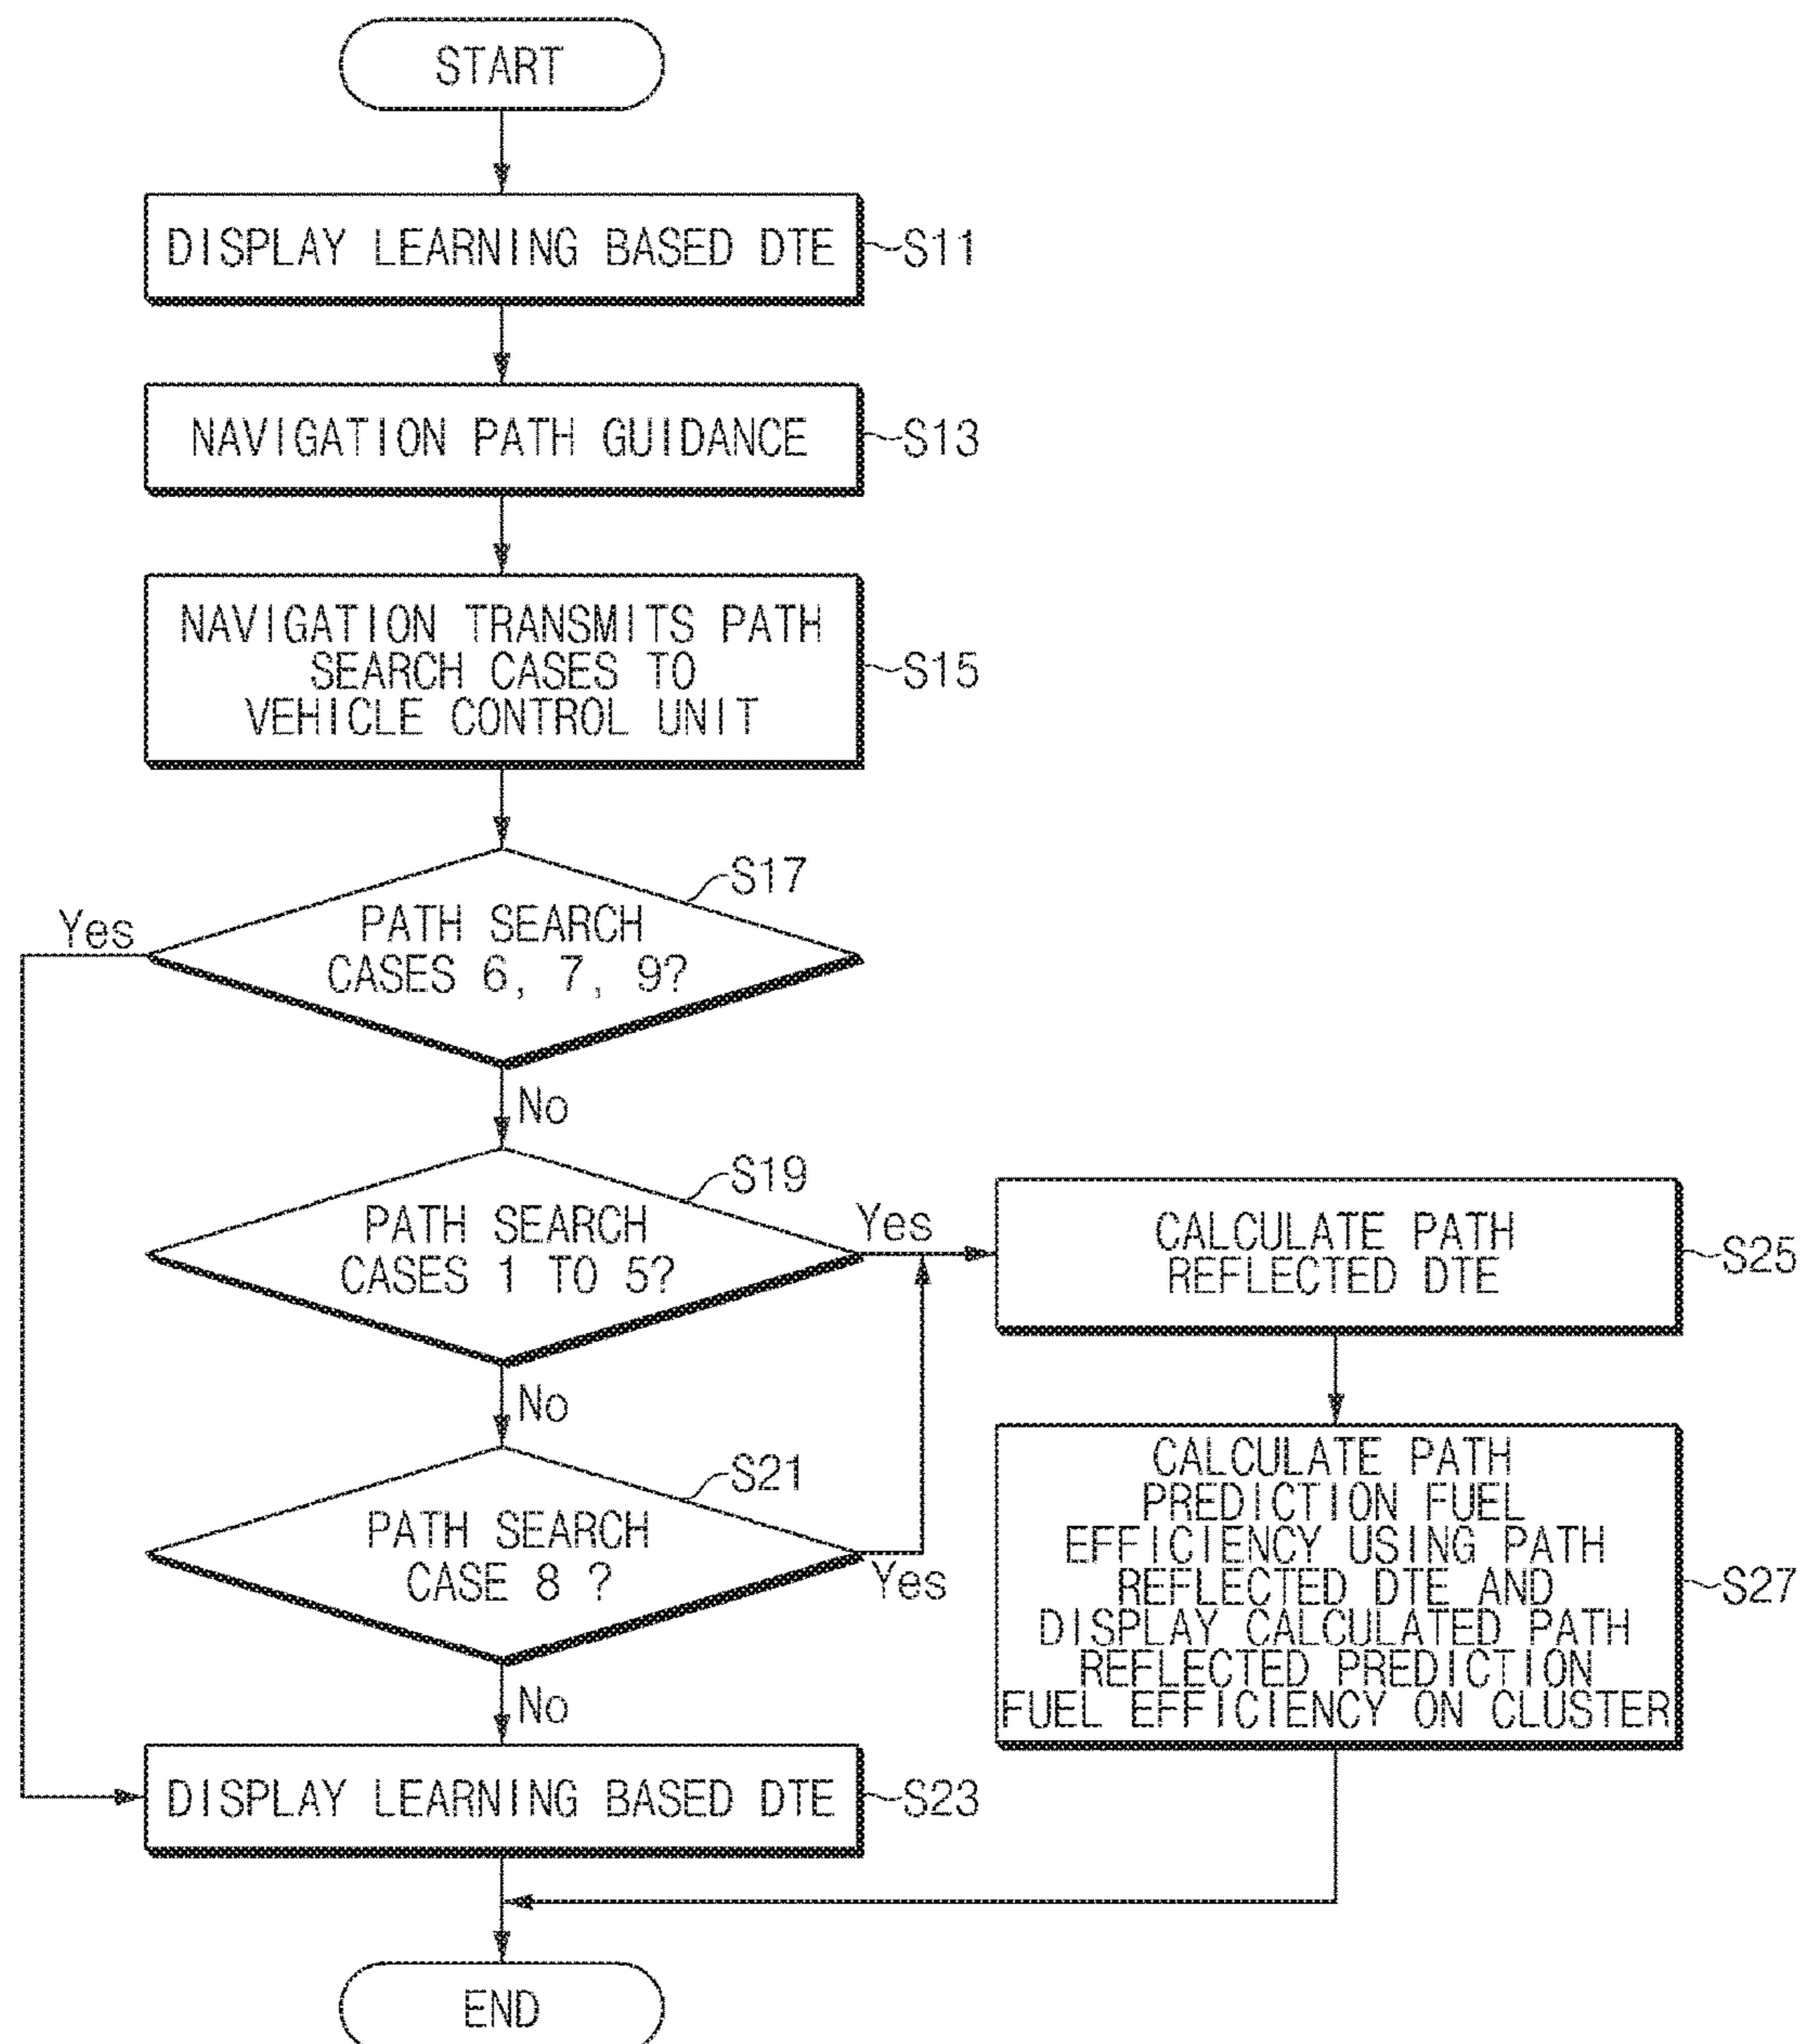 START
DISPLAY LEARNING BASED DTE
S11
NAVIGATION PATH GUIDANCE
S13
NAVIGATION TRANSMITS PATH
SEARCH CASES TO
VEHICLE CONTROL UNIT
S15
S17
Yes
PATH SEARCH
CASES 6, 7, 9?
No
S19
PATH SEARCH
CASES 1 TO 5?
Yes
CALCULATE PATH
REFLECTED DTE
S25
No
S21
PATH SEARCH
CASE 8 ?
Yes
CALCULATE PATH
PREDICTION FUEL
EFFICIENCY USING PATH
REFLECTED DTE AND
DISPLAY CALCULATED PATH
REFLECTED PREDICTION
FUEL EFFICIENCY ON CLUSTER
S27
No
DISPLAY LEARNING BASED DTE
S23
END